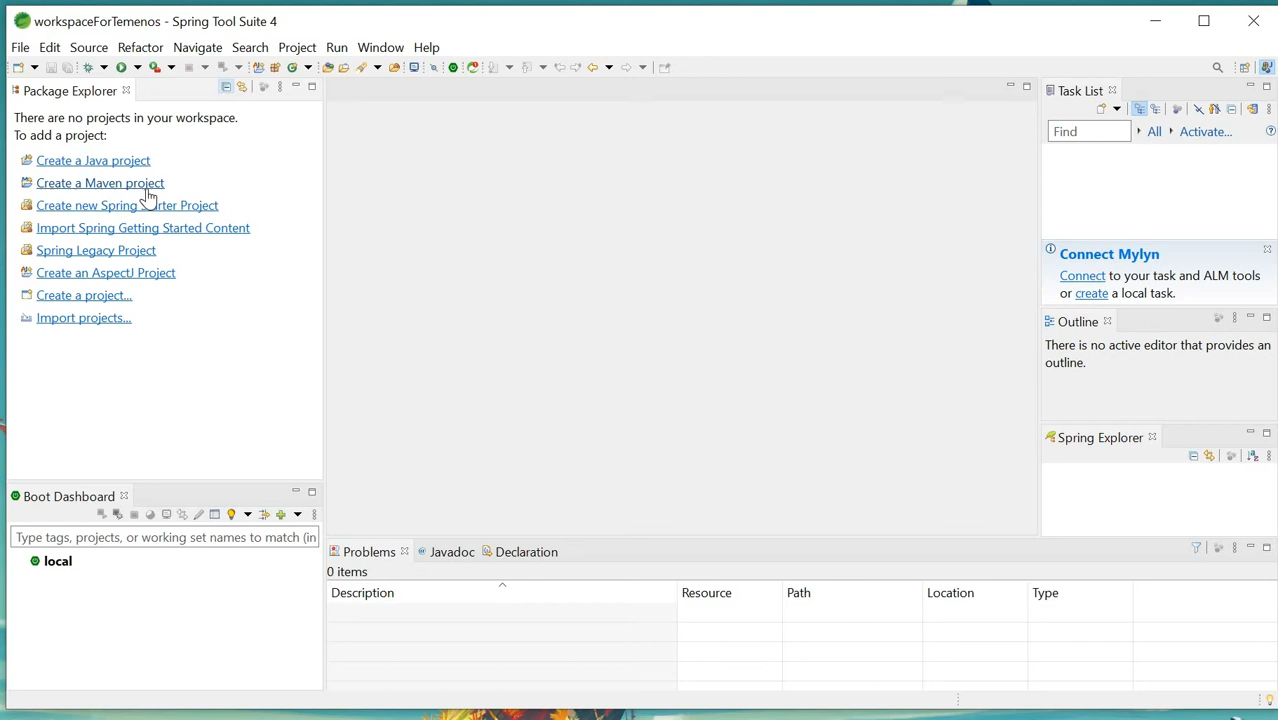 workspaceForTemenos - Spring Tool Suite 4
File Edit Source Refactor Navigate Search Project Run Window Help
Package Explorer
There are no projects in your workspace.
To add a project:
Create a Java project
Create a Maven project
Create new Spring Starter Project
Import Spring Getting Started Content
Spring Legacy Project
Create an AspectJ Project
Create a project...
Import projects...
Boot Dashboard
Type tags, projects, or working set names to match (in
local
Problems Javadoc Declaration
0 items
Description Resource Path Location Type
Task List
Find All Activate...
Connect Mylyn
Connect to your task and ALM tools
or create a local task.
Outline
There is no active editor that provides an
outline.
Spring Explorer